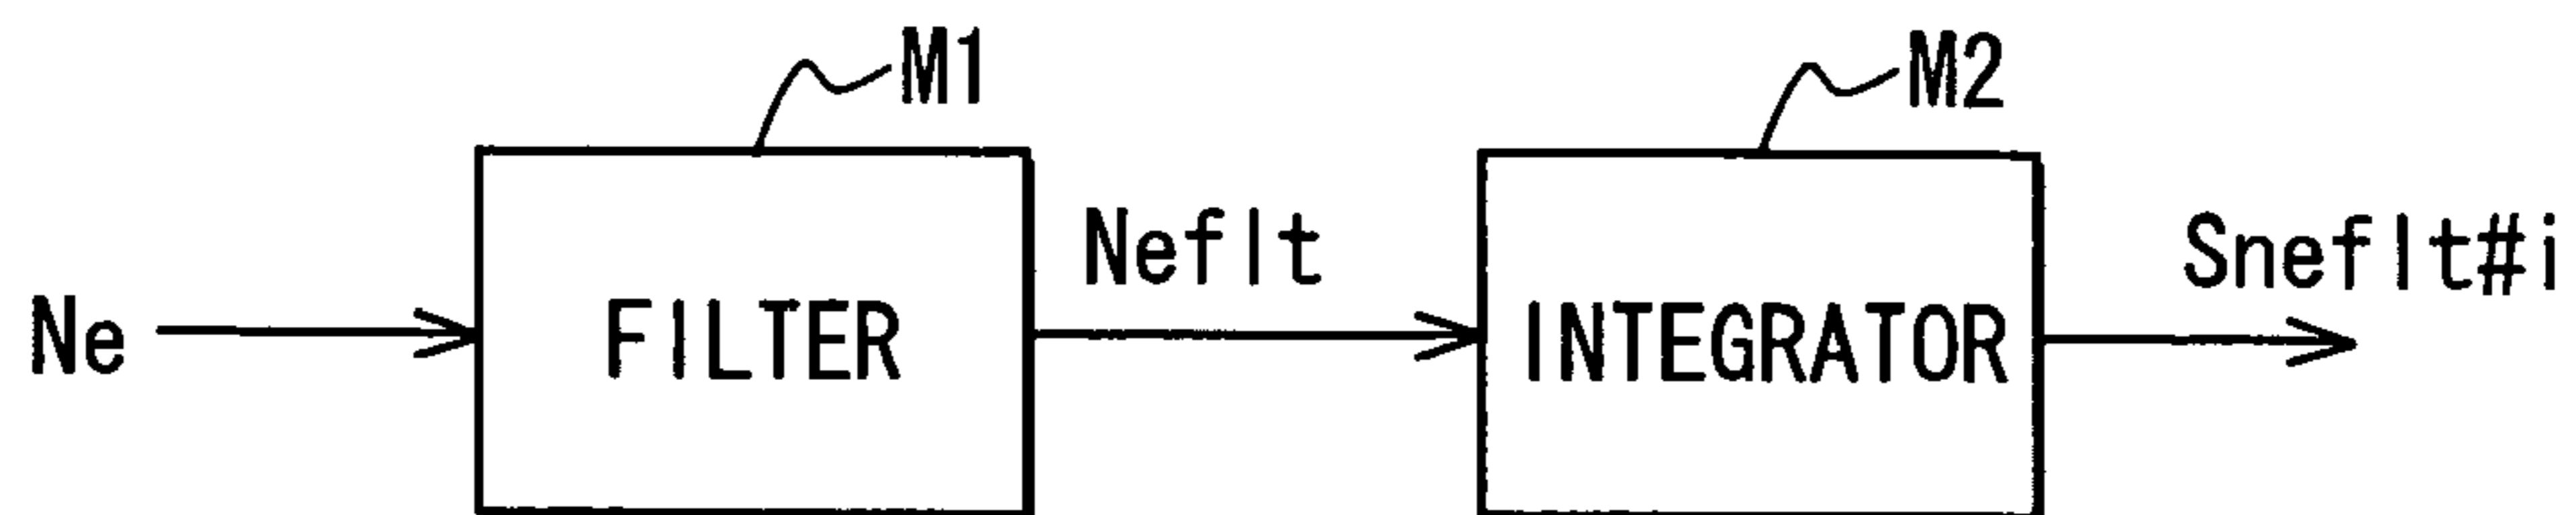 M1
M2
Ne
FILTER
Neflt
INTEGRATOR
Sneflt#i